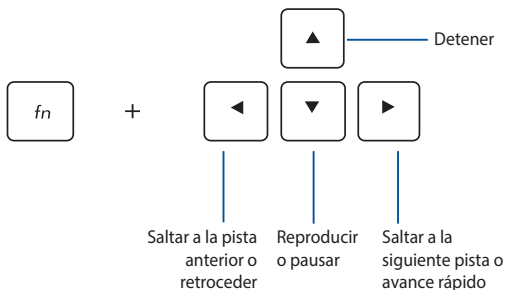 Detener
fn
+
Saltar a la pista
anterior o
retroceder
Reproducir
o pausar
Saltar a la
siguiente pista o
avance rápido